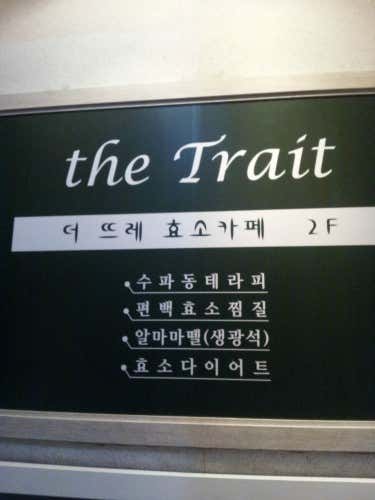 the Trait
더 뜨레 효소카페 2F
수파동테라피
편백효소찜질
알마마뗄(생광석)
효소다이어트